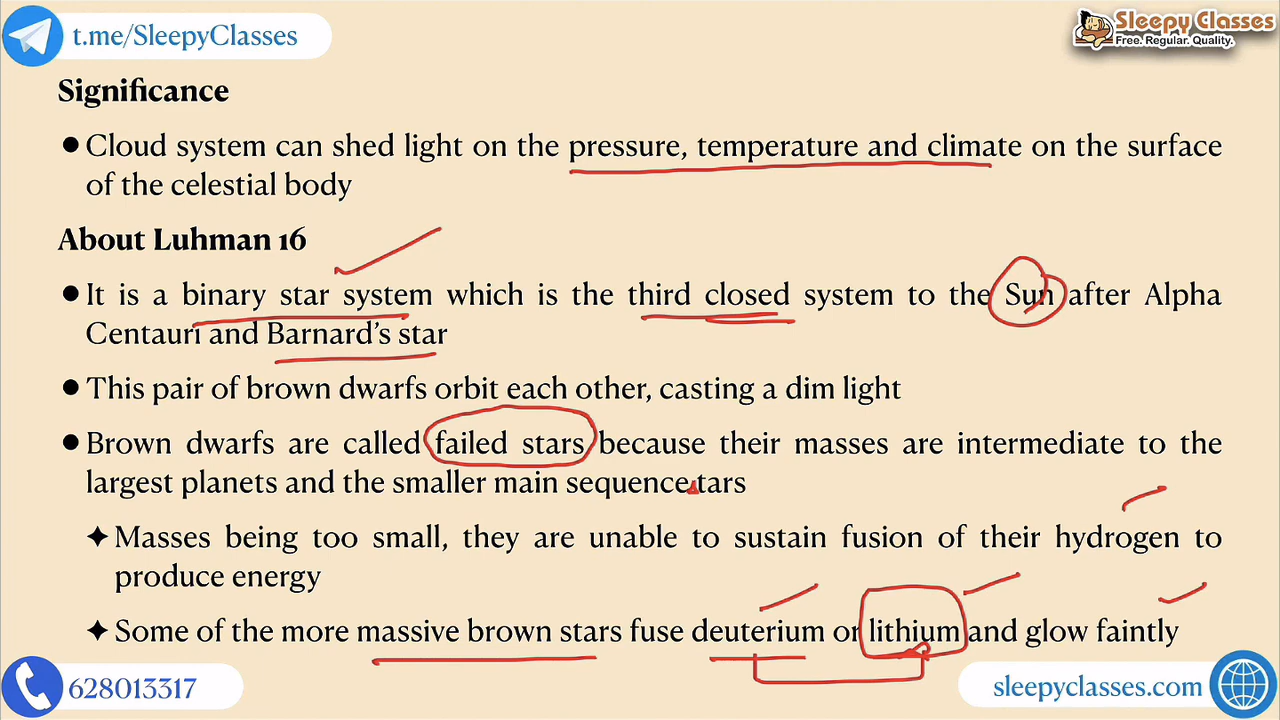 t.me/SleepyClasses
Sleepy Classes
Free. Regular. Quality.
Significance
● Cloud system can shed light on the pressure, temperature and climate on the surface
of the celestial body
About Luhman 16
● It is a binary star system which is the third closed system to the Sun after Alpha
Centauri and Barnard's star
● This pair of brown dwarfs orbit each other, casting a dim light
● Brown dwarfs are called failed stars because their masses are intermediate to the
largest planets and the smaller main sequence tars
✦ Masses being too small, they are unable to sustain fusion of their hydrogen to
produce energy
✦ Some of the more massive brown stars fuse deuterium or lithium and glow faintly
628013317
sleepyclasses.com